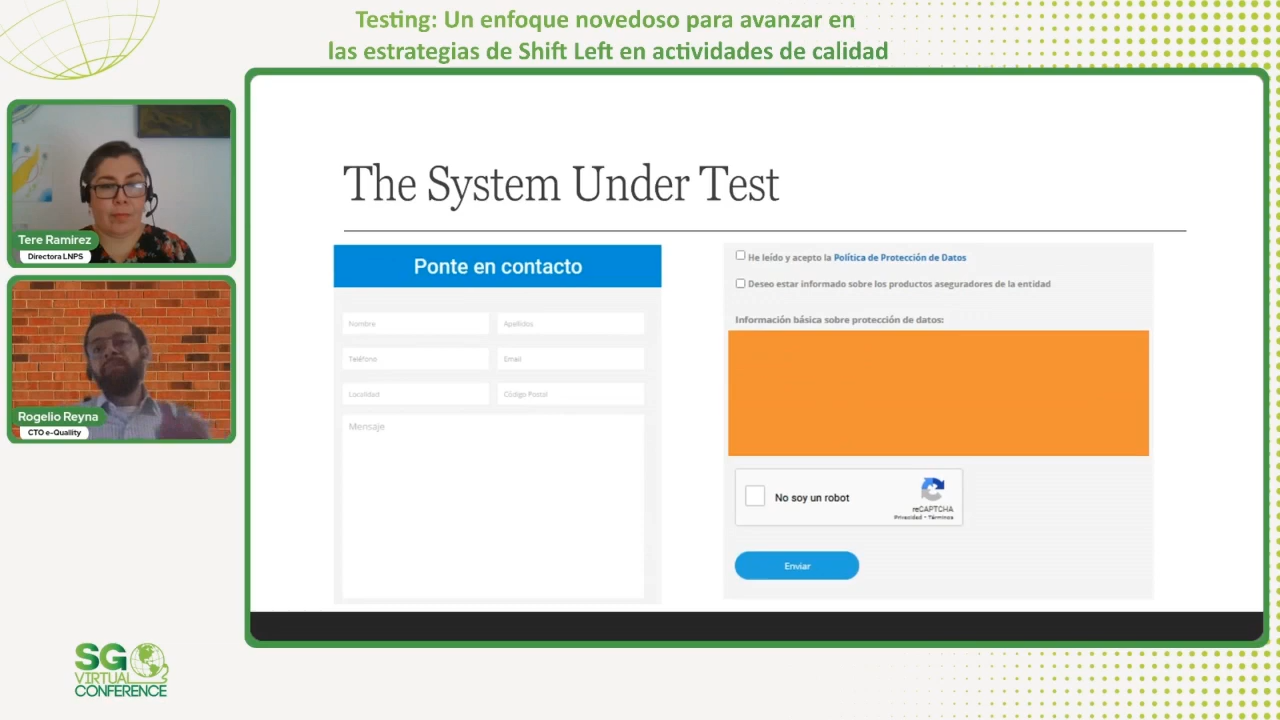 Testing: Un enfoque novedoso para avanzar en
las estrategias de Shift Left en actividades de calidad
Tere Ramirez
Directora LNPS
Rogelio Reyna
CTO e-Quallity
The System Under Test
Ponte en contacto
Nombre
Apellidos
Teléfono
Email
Localidad
Código Postal
Mensaje
He leído y acepto la Política de Protección de Datos
Deseo estar informado sobre los productos aseguradores de la entidad
Información básica sobre protección de datos:
No soy un robot
reCAPTCHA
Privacidad • Términos
Enviar
SG
VIRTUAL
CONFERENCE